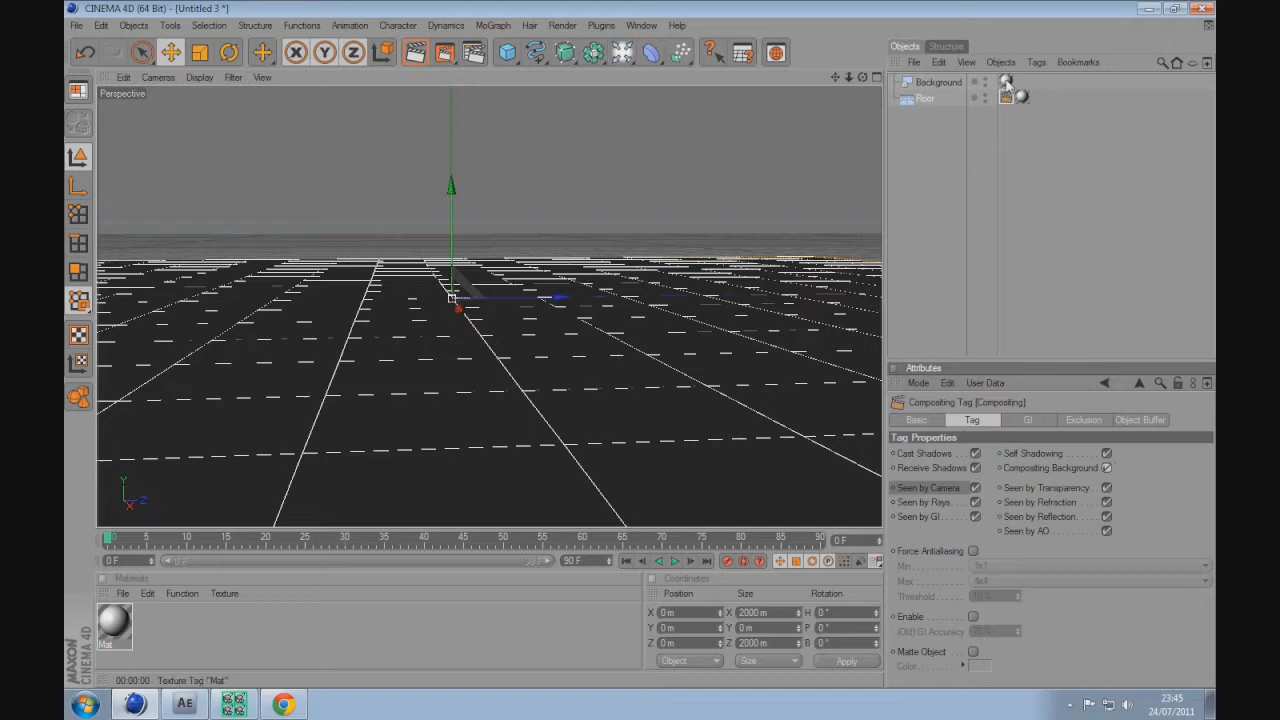 CINEMA 4D (64 Bit) - [Untitled 3 *]
File Edit Objects Tools Selection Structure Functions Animation Character Dynamics MoGraph Hair Render Plugins Window Help
Objects Structure
File Edit View Objects Tags Bookmarks
Edit Cameras Display Filter View
Perspective
Background
Floor
Y
Z
X
Attributes
Mode Edit User Data
Compositing Tag [Compositing]
Basic Tag GI Exclusion Object Buffer
Tag Properties
Cast Shadows Self Shadowing
Receive Shadows Compositing Background
Seen by Camera Seen by Transparency
Seen by Rays Seen by Refraction
Seen by GI Seen by Reflection
Seen by AO
Force Antialiasing
Min 1x1
Max 4x4
Threshold
Enable
(Old) GI Accuracy
Matte Object
Color
0 5 10 15 20 25 30 35 40 45 50 55 60 65 70 75 80 85 90 0 F
0 F 0 F 90 F 90 F
Materials
File Edit Function Texture
Mat
Coordinates
Position Size Rotation
X 0 m X 2000 m H 0 °
Y 0 m Y 0 m P 0 °
Z 0 m Z 2000 m B 0 °
Object Size Apply
MAXON
CINEMA 4D
00:00:00 Texture Tag "Mat"
Ae
23:45
24/07/2011